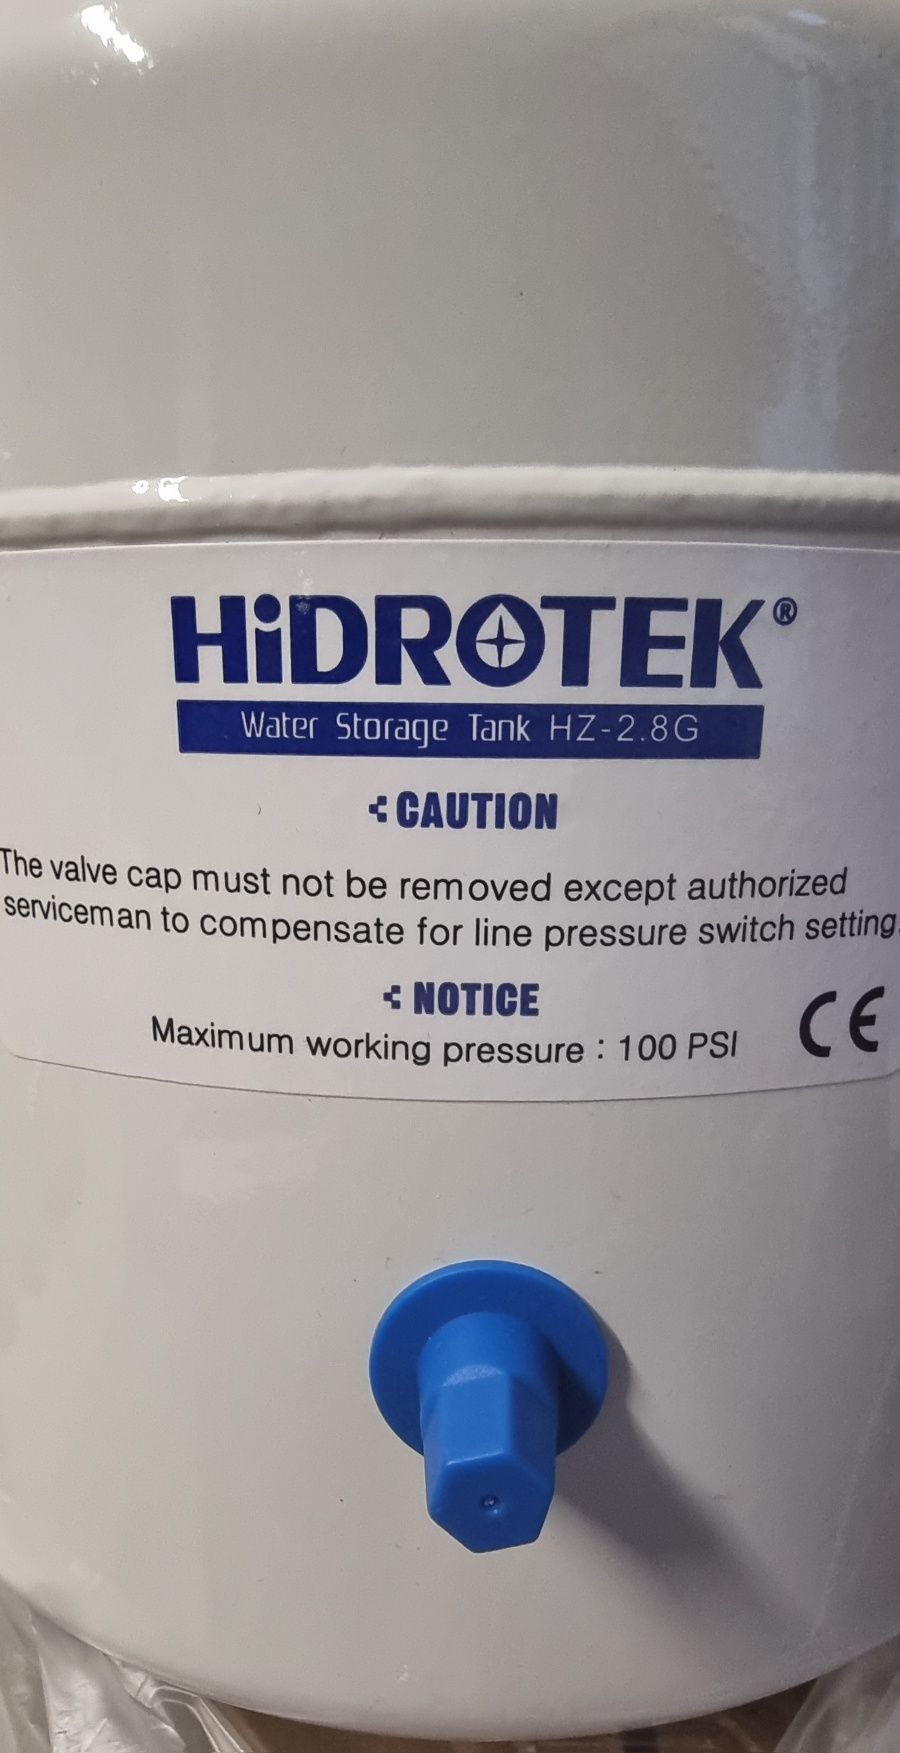 HiDROTEK®
Water Storage Tank HZ-2.8G
CAUTION
The valve cap must not be removed except authorized
serviceman to compensate for line pressure switch setting.
NOTICE
Maximum working pressure : 100 PSI
CE